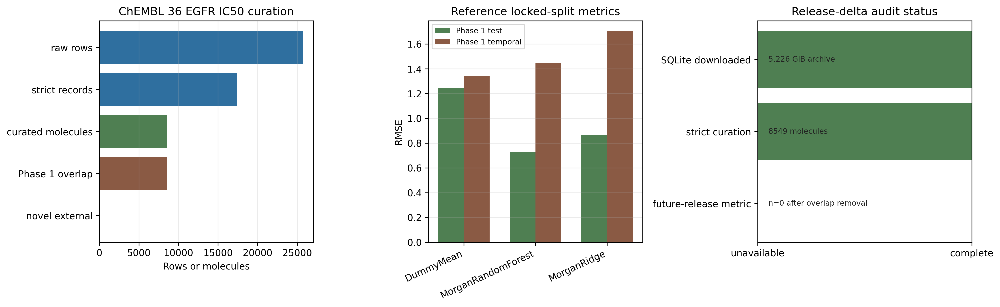 ChEMBL 36 EGFR IC50 curation
raw rows
strict records
curated molecules
Phase 1 overlap
novel external
0
5000
10000
15000
20000
25000
Rows or molecules
Reference locked-split metrics
Phase 1 test
Phase 1 temporal
RMSE
1.6
1.4
1.2
1.0
0.8
0.6
0.4
0.2
0.0
DummyMean
MorganRandomForest
MorganRidge
Release-delta audit status
SQLite downloaded
5.226 GiB archive
strict curation
8549 molecules
future-release metric
n=0 after overlap removal
unavailable
complete